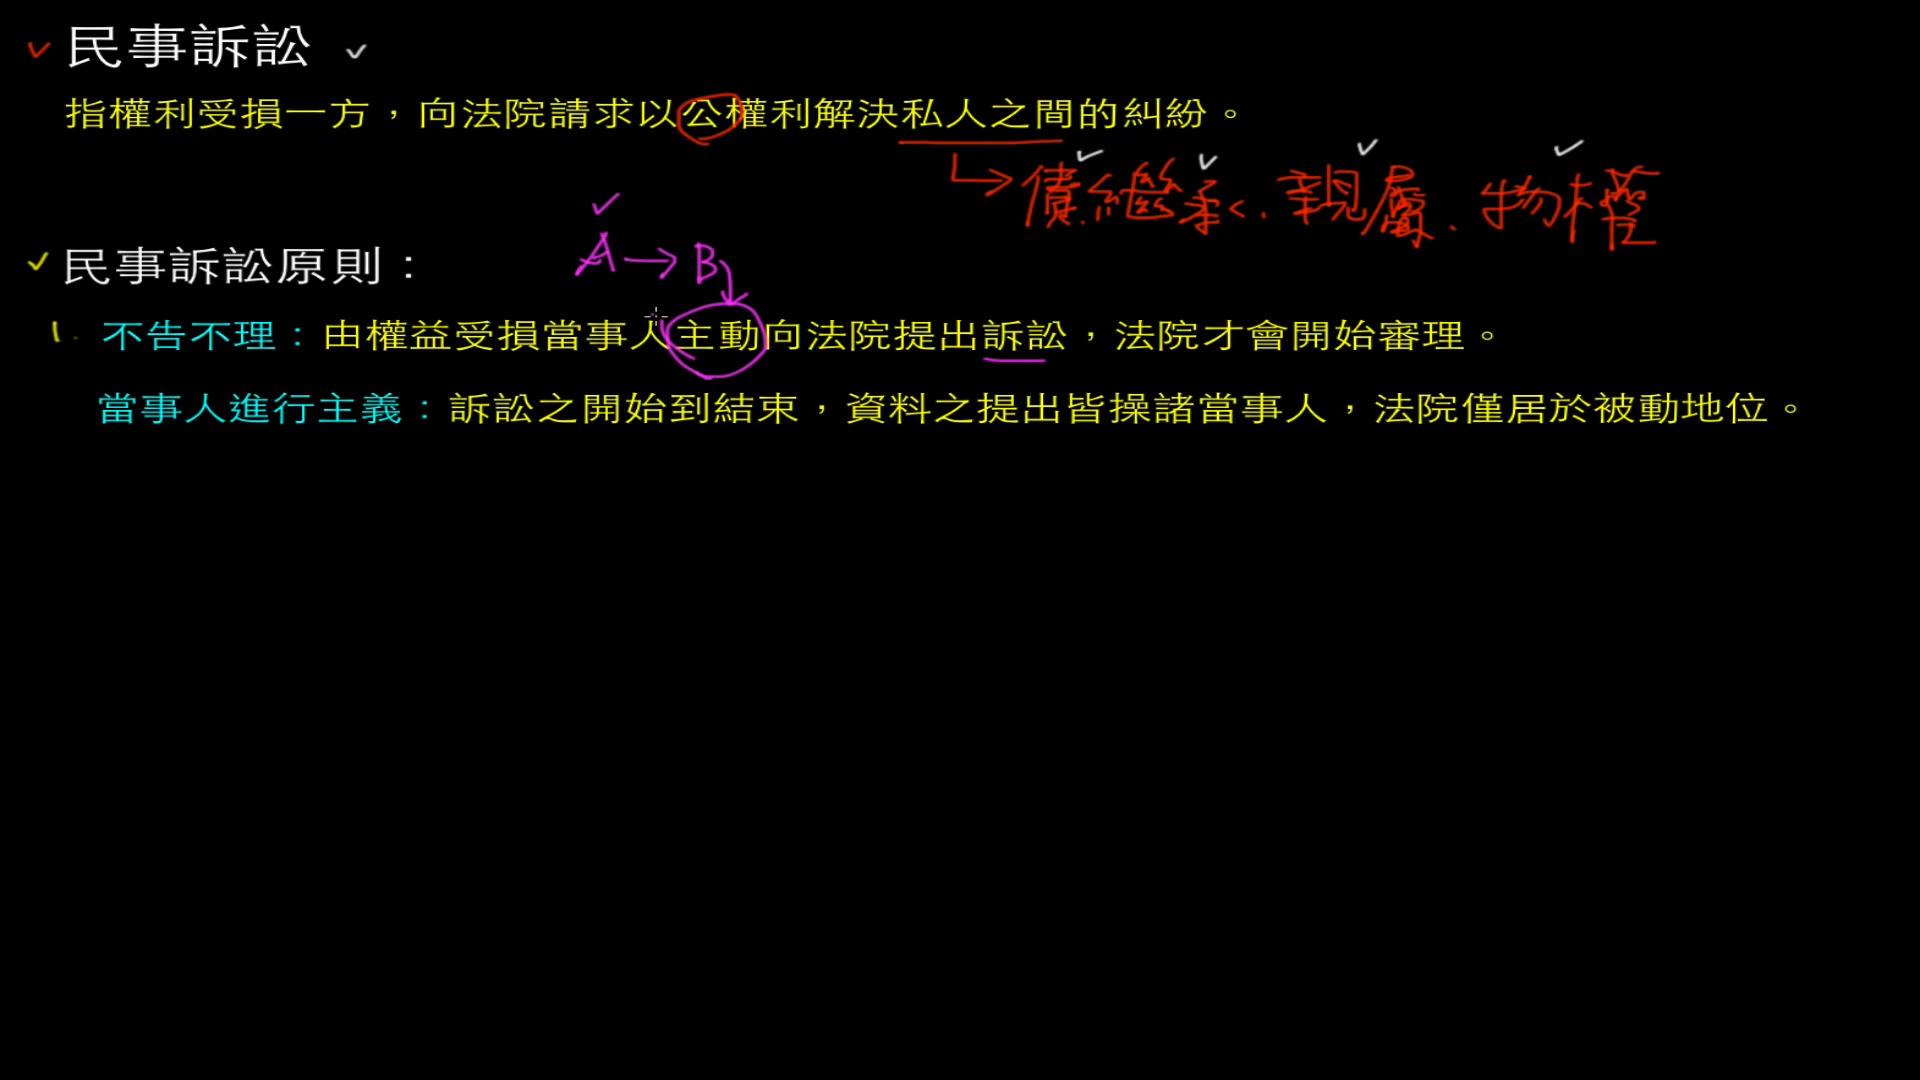 民事訴訟
指權利受損一方，向法院請求以公權利解決私人之間的糾紛。
債.繼承.親屬.物權
A→B
民事訴訟原則：
1. 不告不理：由權益受損當事人主動向法院提出訴訟，法院才會開始審理。
當事人進行主義：訴訟之開始到結束，資料之提出皆操諸當事人，法院僅居於被動地位。